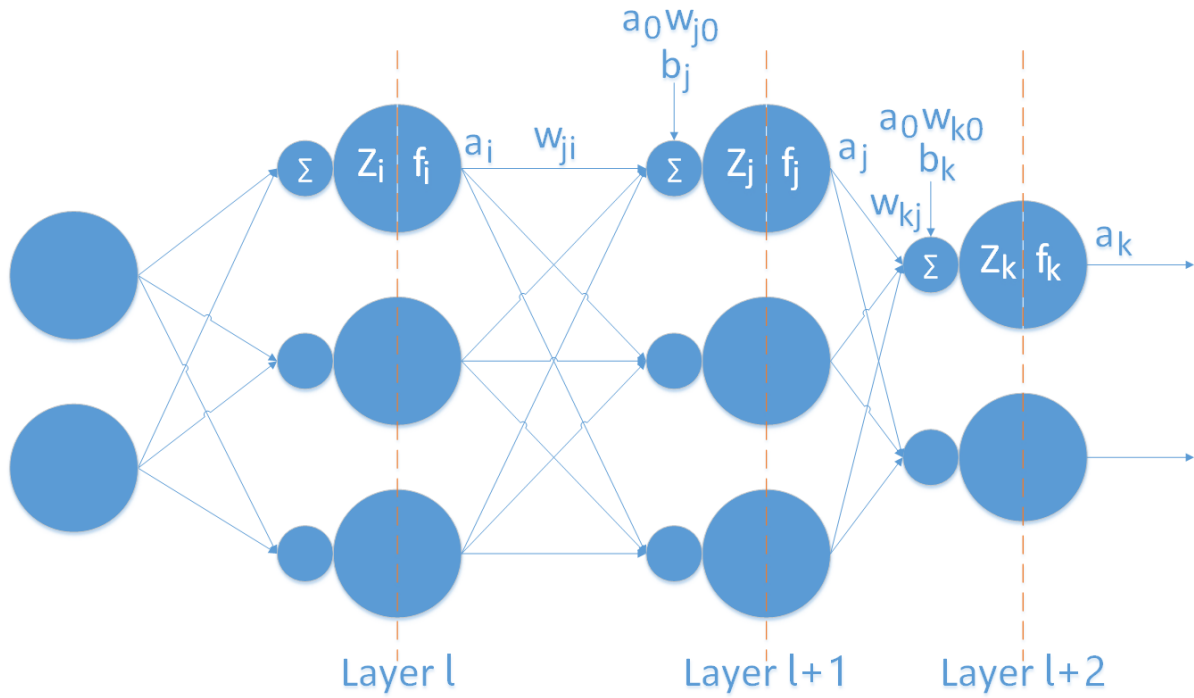 a₀wⱼ₀
bⱼ
Σ
Zᵢ
fᵢ
aᵢ
wⱼᵢ
Σ
Zⱼ
fⱼ
aⱼ
a₀wₖ₀
bₖ
wₖⱼ
Σ
Zₖ
fₖ
aₖ
Layer l
Layer l+1
Layer l+2